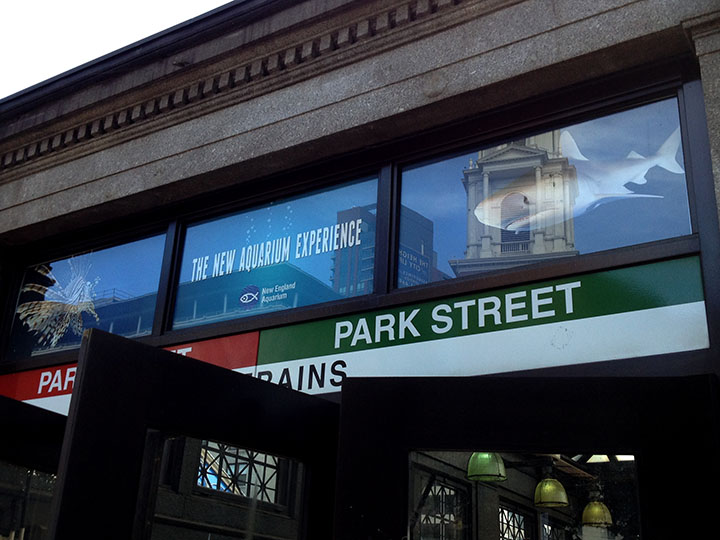 THE NEW AQUARIUM EXPERIENCE
New England
Aquarium
PARK STREET
PAR
RAINS